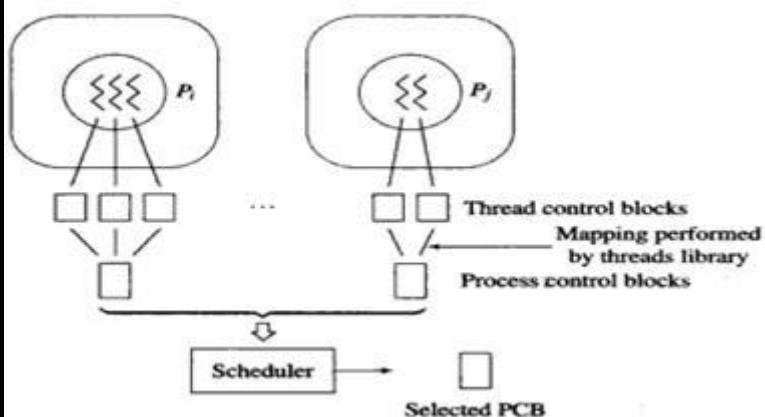 Pi
Pj
...
Thread control blocks
Mapping performed
by threads library
Process control blocks
Scheduler
Selected PCB